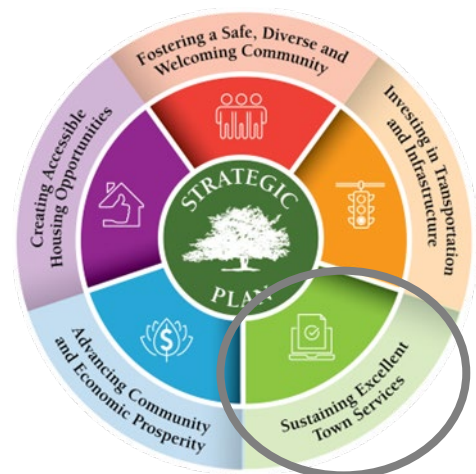 Fostering a Safe, Diverse and
Welcoming Community
Investing in Transportation
and Infrastructure
Sustaining Excellent
Town Services
Advancing Community
and Economic Prosperity
Creating Accessible
Housing Opportunities
STRATEGIC
PLAN
$